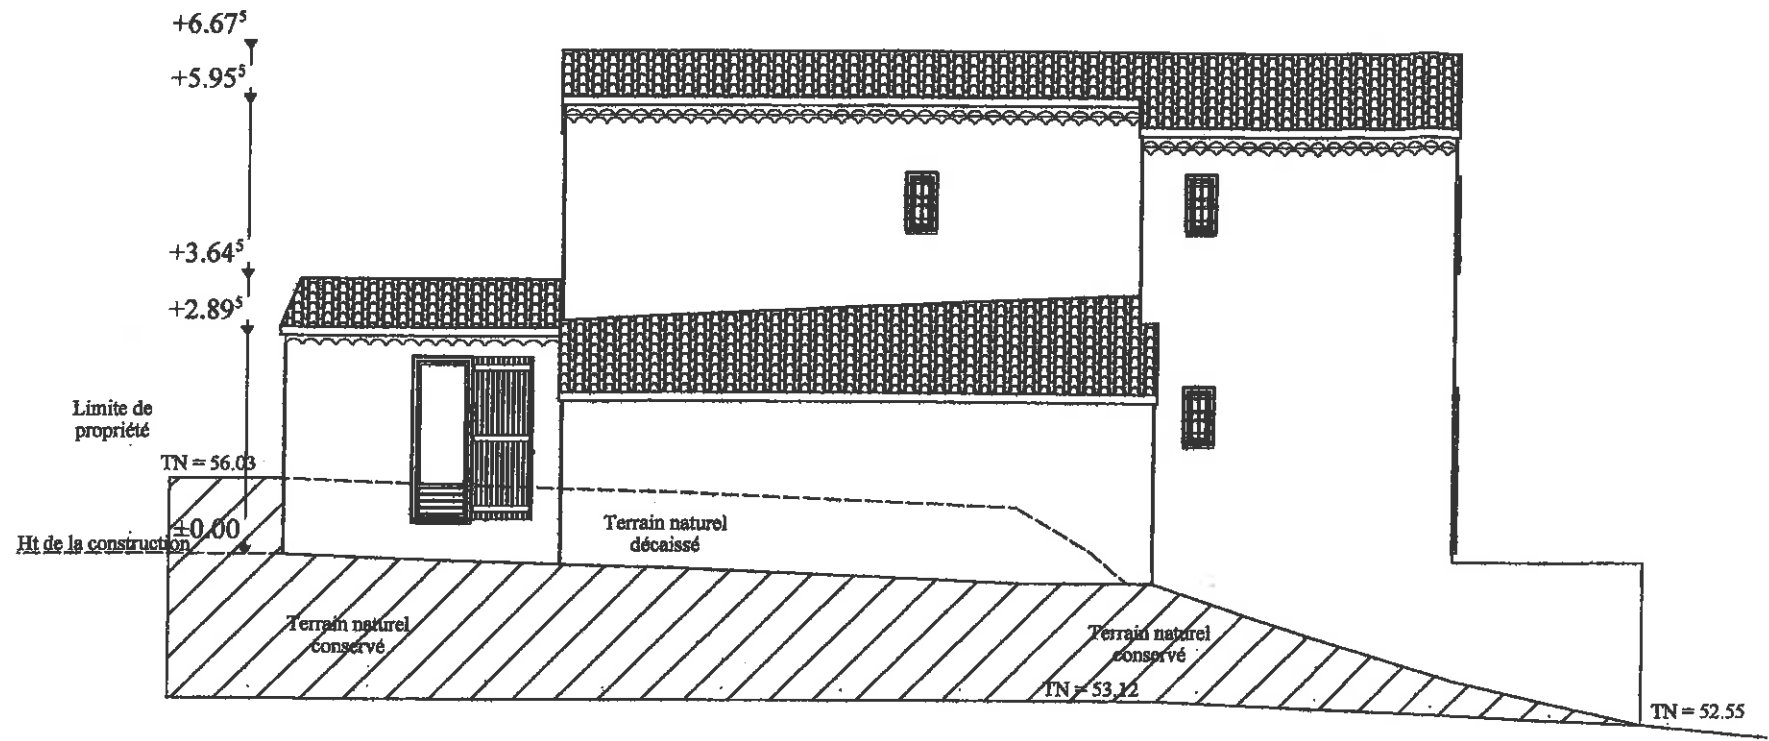 +6.67⁵
+5.95⁵
+3.64⁵
+2.89⁵
Limite de
propriété
TN = 56.03
±0.00
Ht de la construction
Terrain naturel
décaissé
Terrain naturel
conservé
Terrain naturel
conservé
TN = 53.12
TN = 52.55